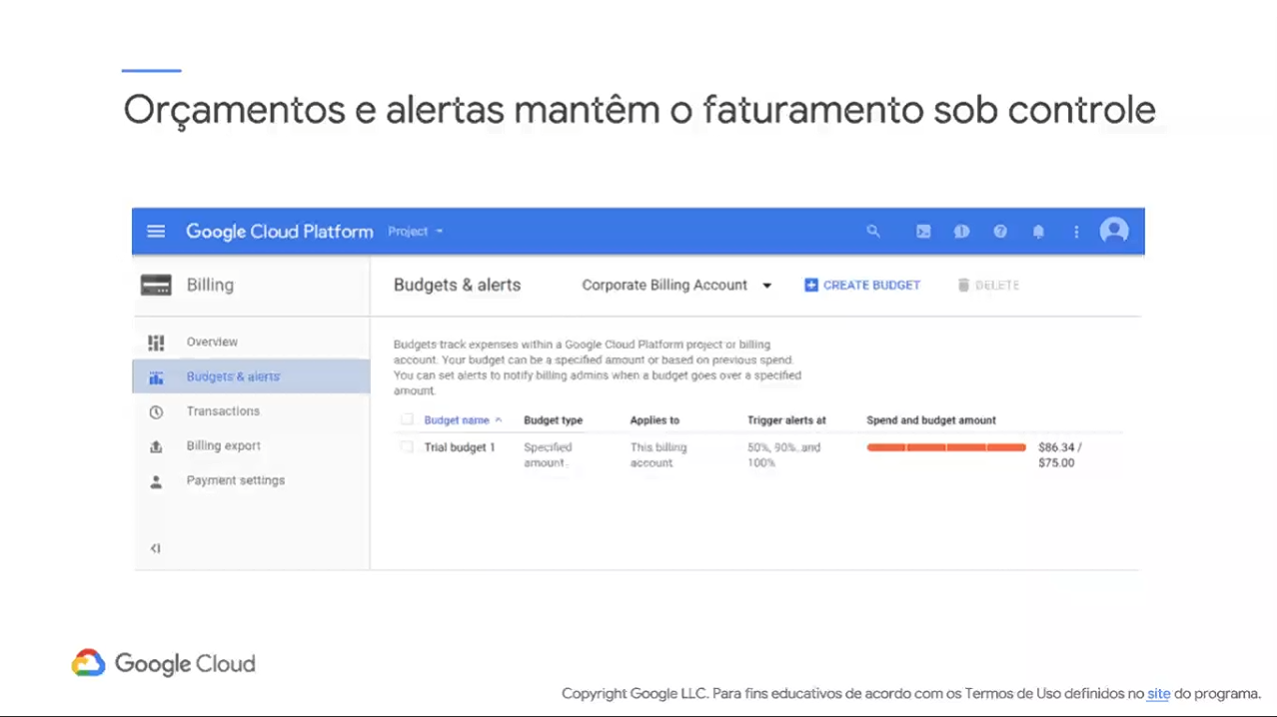 Orçamentos e alertas mantêm o faturamento sob controle
Google Cloud Platform Project
Billing
Budgets & alerts Corporate Billing Account CREATE BUDGET DELETE
Overview
Budgets & alerts
Transactions
Billing export
Payment settings
Budgets track expenses within a Google Cloud Platform project or billing
account. Your budget can be a specified amount or based on previous spend.
You can set alerts to notify billing admins when a budget goes over a specified
amount.
Budget name Budget type Applies to Trigger alerts at Spend and budget amount
Trial budget 1 Specified This billing 50%, 90%, and $86.34 /
amount. account 100% $75.00
Google Cloud
Copyright Google LLC. Para fins educativos de acordo com os Termos de Uso definidos no site do programa.